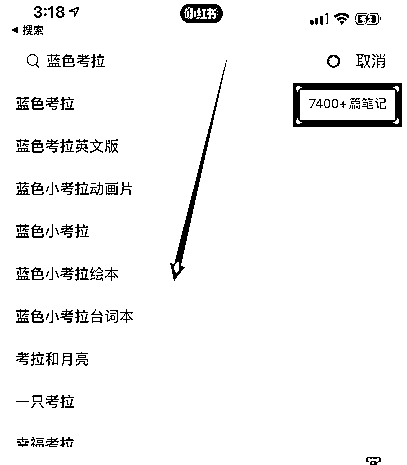 3:18
小红书
52
◀ 搜索
蓝色考拉
取消
蓝色考拉
7400+篇笔记
蓝色考拉英文版
蓝色小考拉动画片
蓝色小考拉
蓝色小考拉绘本
蓝色小考拉台词本
考拉和月亮
一只考拉
幸福考拉